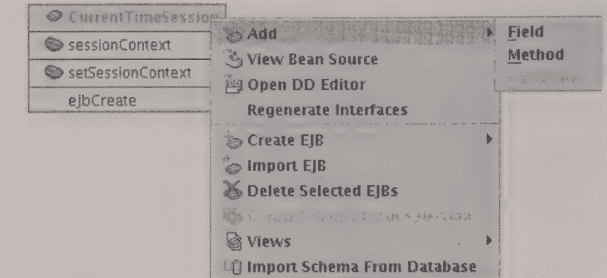 CurrentTimeSession
sessionContext
setSessionContext
ejbCreate
Add
View Bean Source
Open DD Editor
Regenerate Interfaces
Create EJB
Import EJB
Delete Selected EJBs
Views
Import Schema From Database
Field
Method